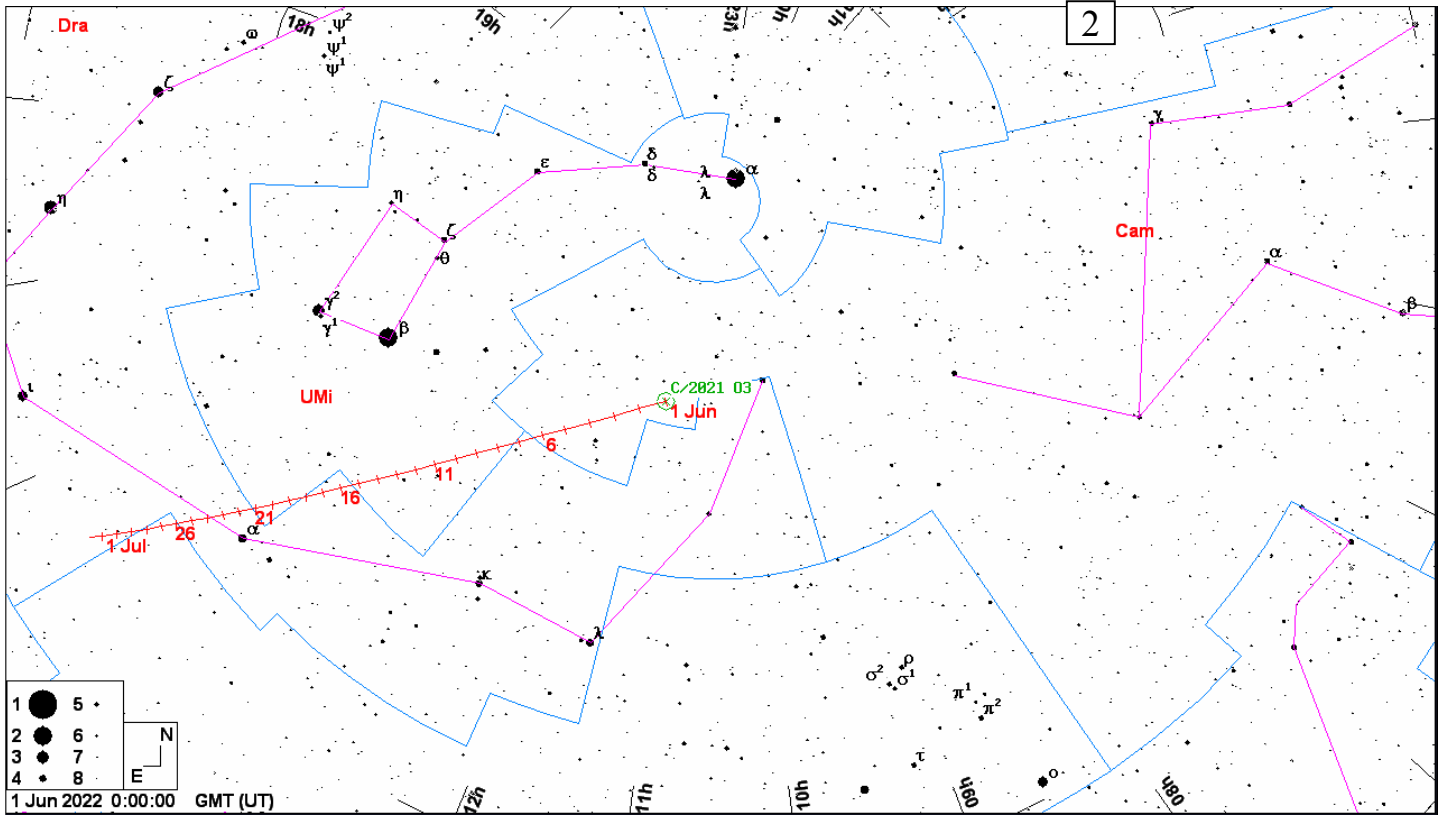 Dra
18h
19h
23h
2
ω
ψ²
ψ¹
ψ¹
ζ
η
ε
δ
δ
λ
λ
α
γ
η
ζ
θ
Cam
α
β
γ²
γ¹
β
ι
UMi
C/2021 O3
1 Jun
6
11
16
21
26
1 Jul
α
κ
λ
ρ
σ²
σ¹
π¹
π²
τ
ο
1 5
2 6
3 7
4 8
N
E
12h
11h
10h
09h
08h
1 Jun 2022 0:00:00 GMT (UT)